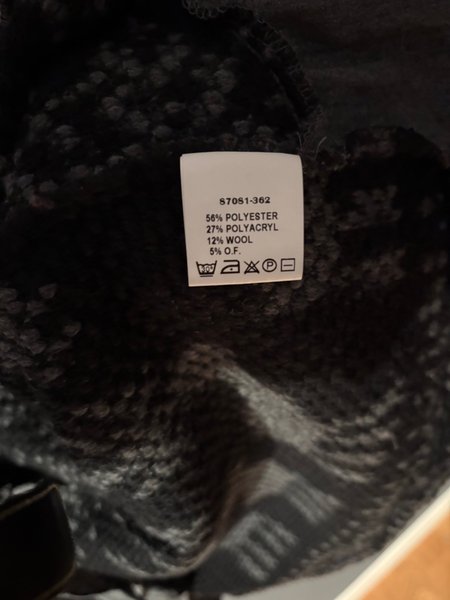 87081-362
56% POLYESTER
27% POLYACRYL
12% WOOL
5% O.F.
P